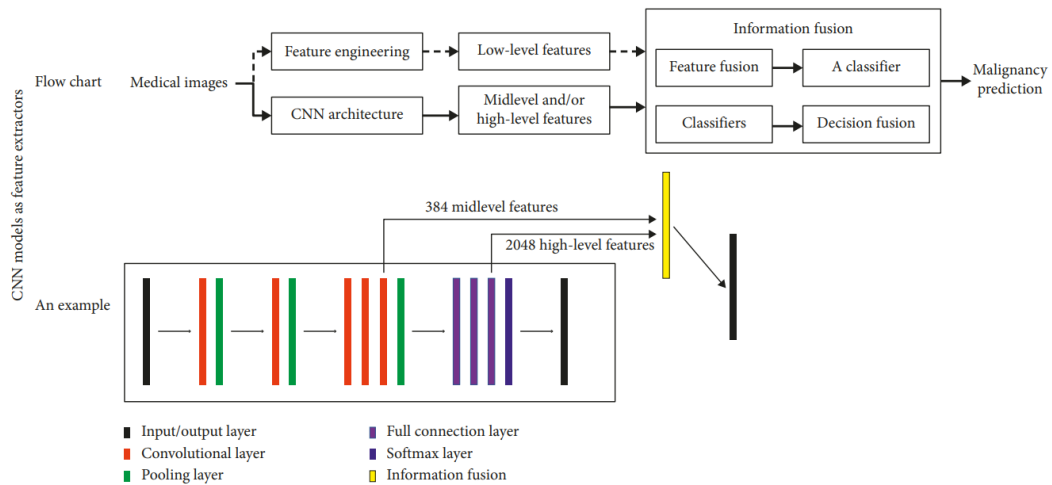 CNN models as feature extractors
Flow chart
Medical images
Feature engineering
Low-level features
CNN architecture
Midlevel and/or
high-level features
Information fusion
Feature fusion
A classifier
Classifiers
Decision fusion
Malignancy
prediction
An example
384 midlevel features
2048 high-level features
Input/output layer
Convolutional layer
Pooling layer
Full connection layer
Softmax layer
Information fusion